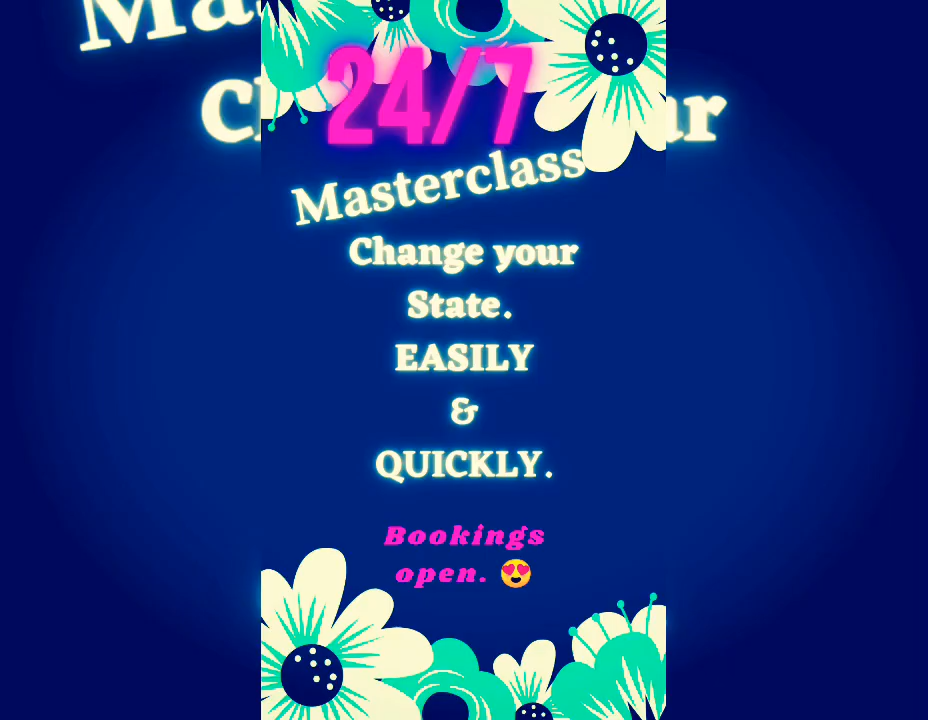 24/7
Masterclass
Change your
State.
EASILY
&
QUICKLY.
Bookings
open. 😍